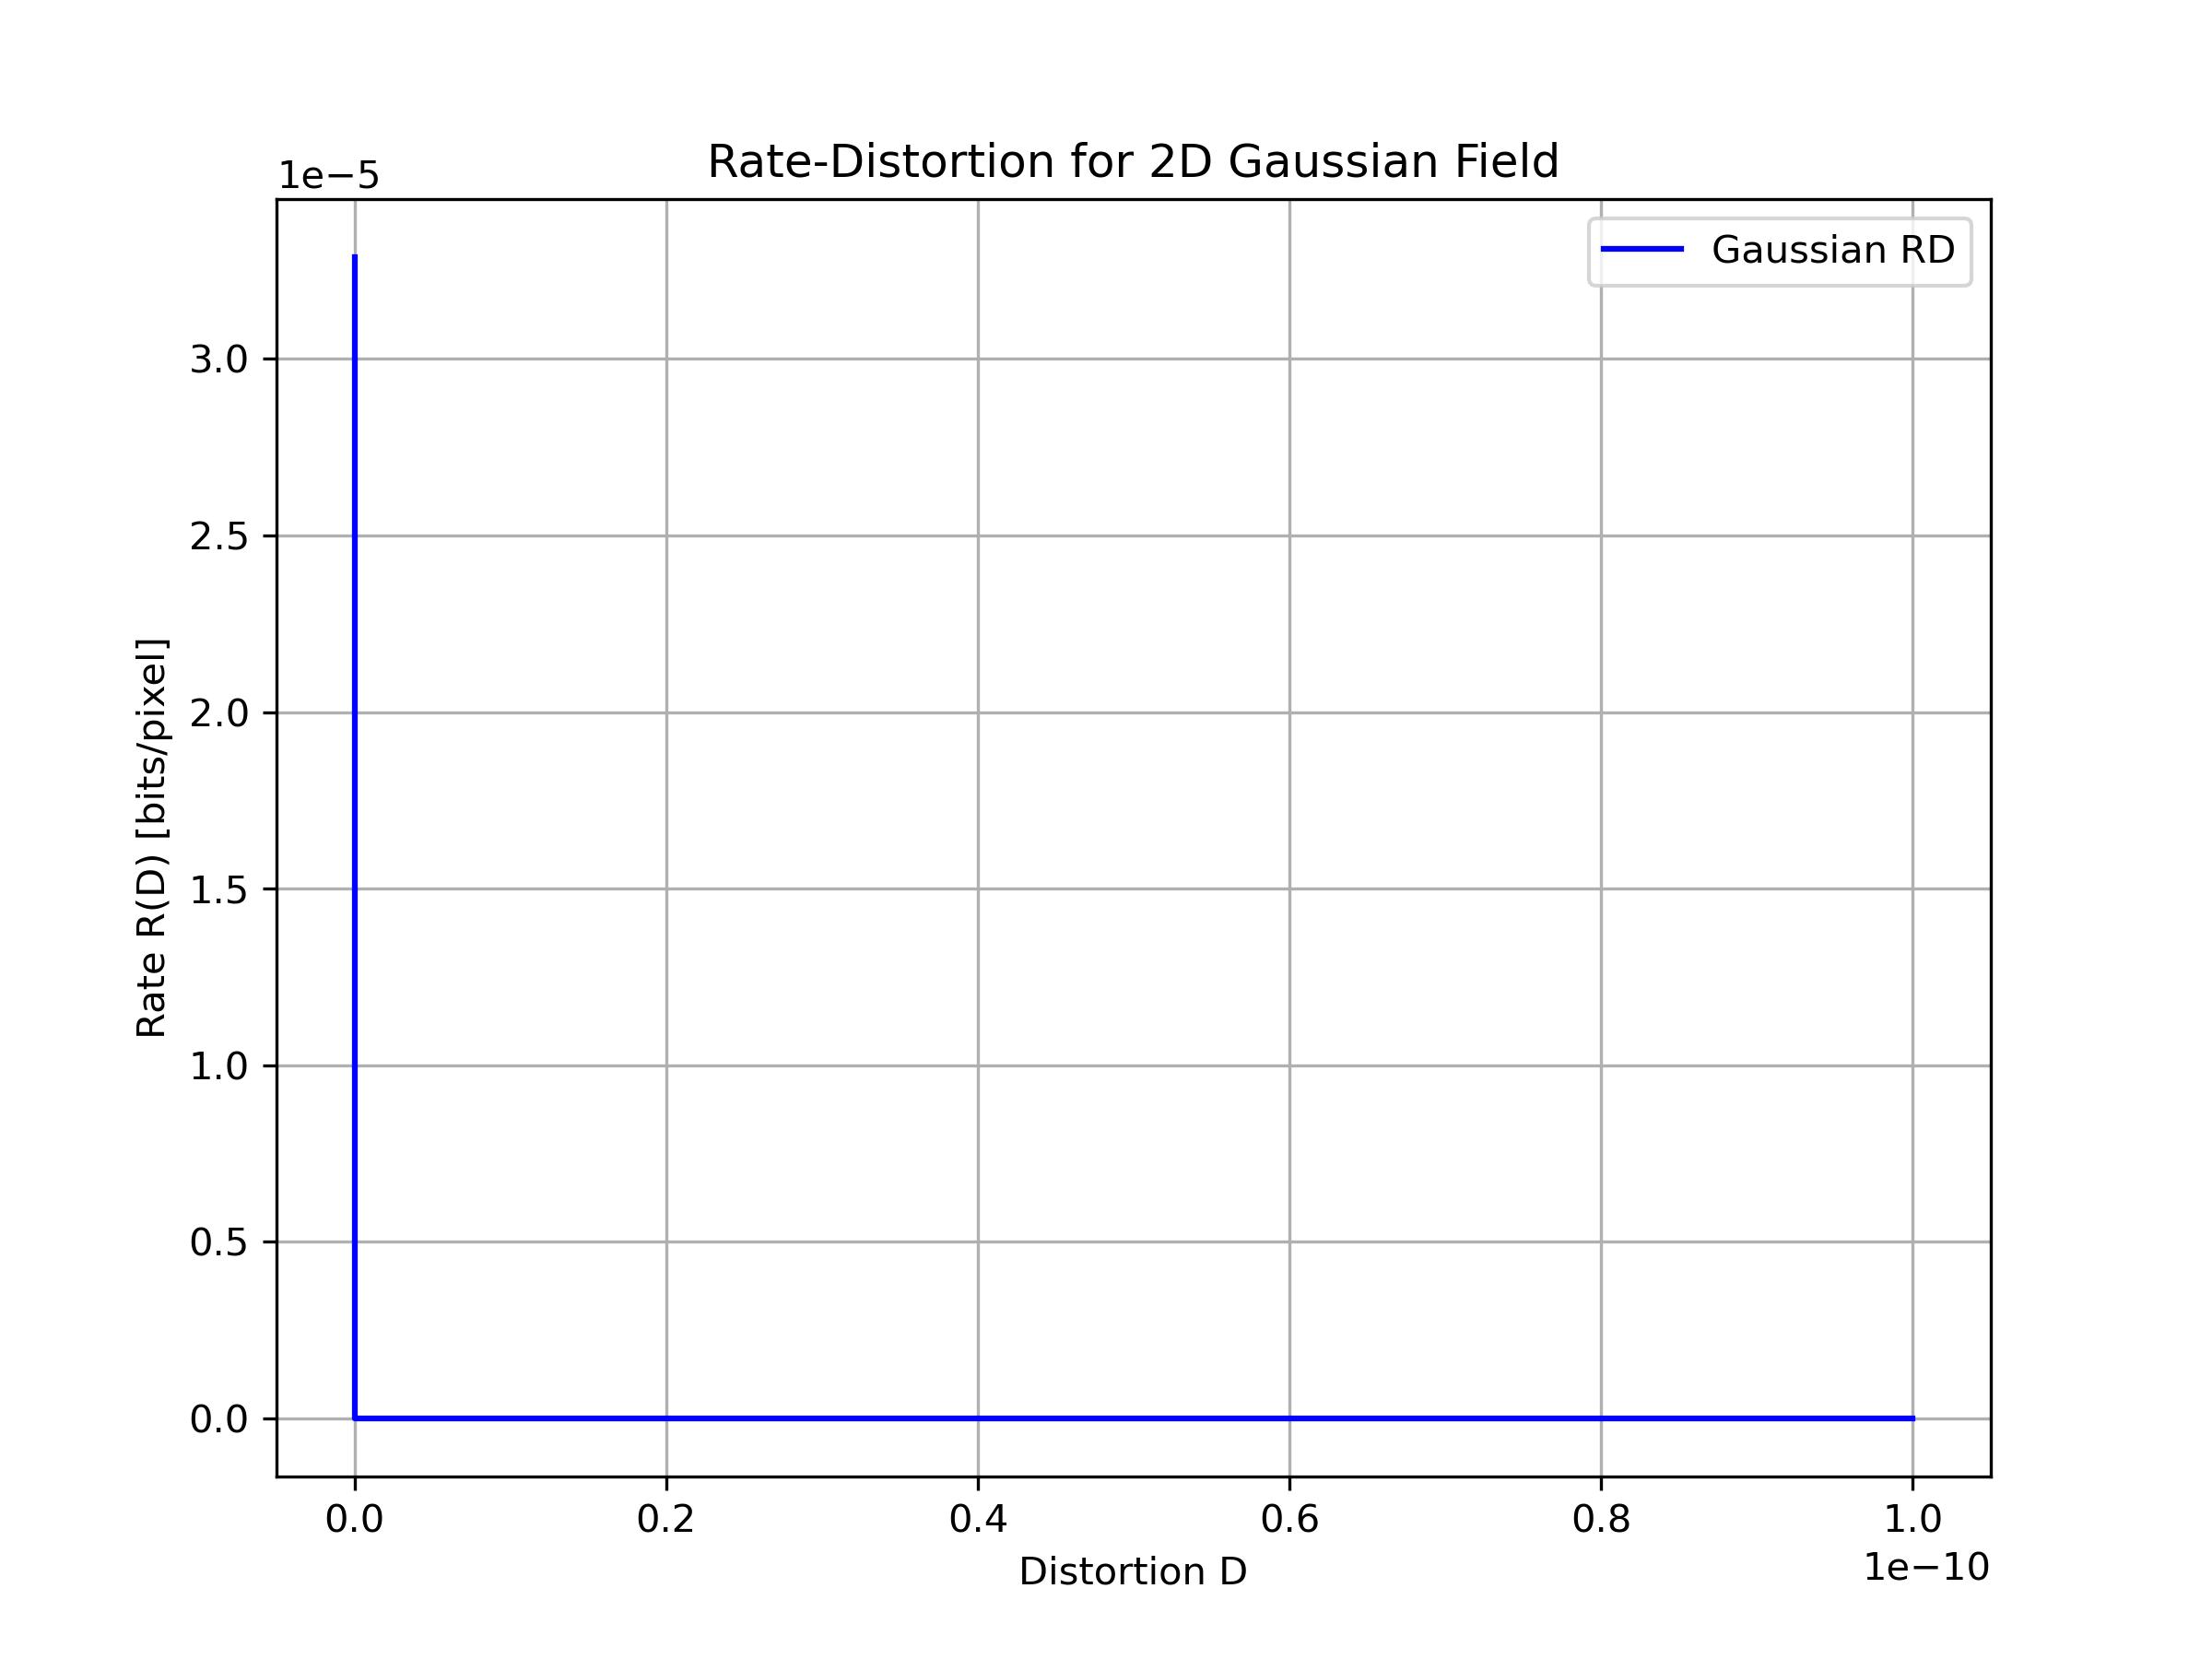 Rate-Distortion for 2D Gaussian Field
1e−5
Gaussian RD
3.0
2.5
2.0
1.5
1.0
0.5
0.0
Rate R(D) [bits/pixel]
0.0 0.2 0.4 0.6 0.8 1.0
1e−10
Distortion D